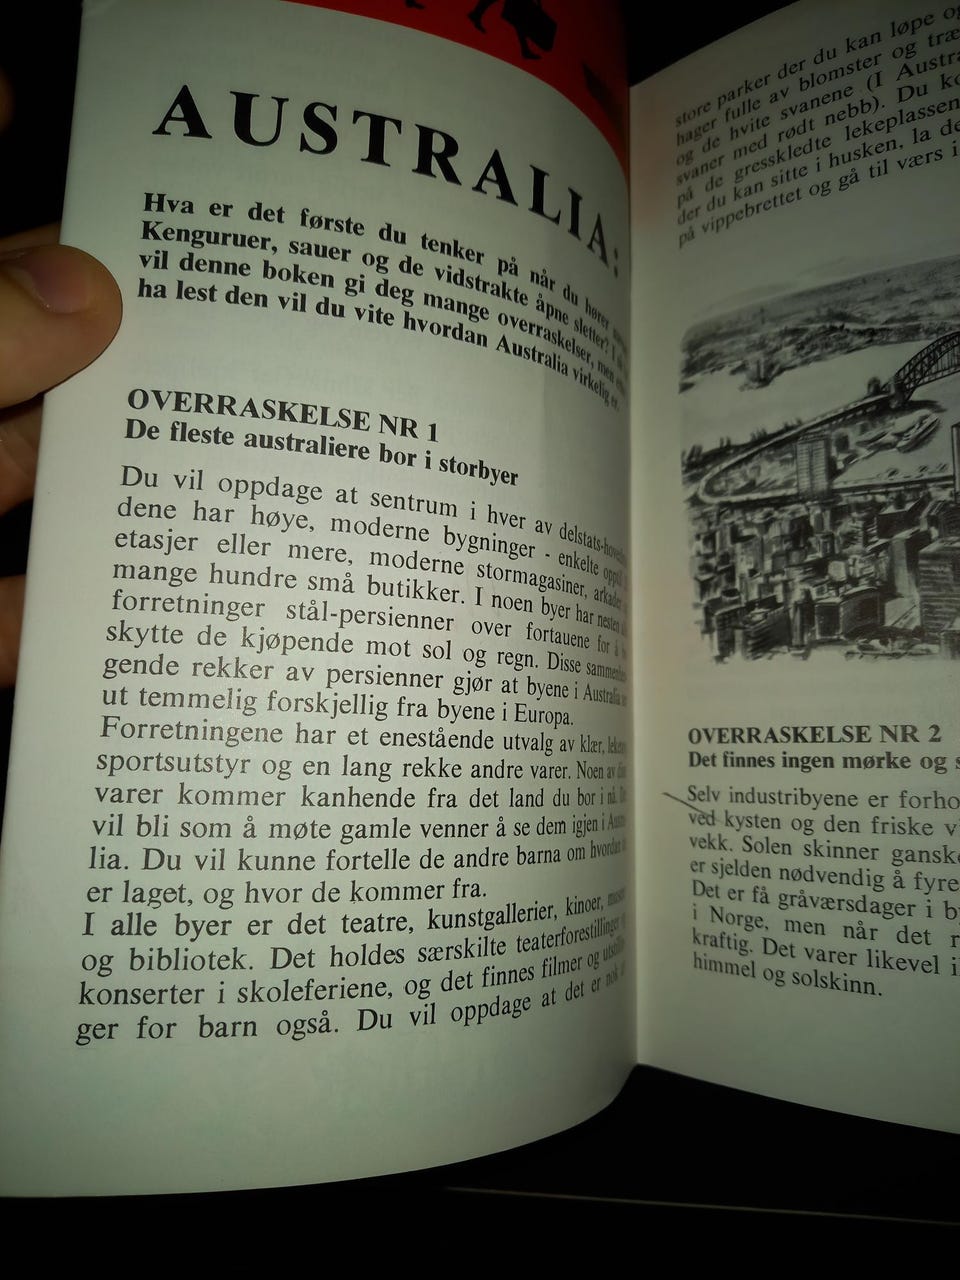 AUSTRALIA:
Hva er det første du tenker på når du hører
Kenguruer, sauer og de vidstrakte åpne sletter?
vil denne boken gi deg mange overraskelser, men
ha lest den vil du vite hvordan Australia virkelig er.
OVERRASKELSE NR 1
De fleste australiere bor i storbyer
Du vil oppdage at sentrum i hver av
dene har høye, moderne bygninger - enkelte
etasjer eller mere, moderne stormagasiner,
mange hundre små butikker. I noen byer har nesten
forretninger stål-persienner over fortauene for å
skytte de kjøpende mot sol og regn. Disse
gende rekker av persienner gjør at byene i Australia
ut temmelig forskjellig fra byene i Europa.
Forretningene har et enestående utvalg av klær,
sportsutstyr og en lang rekke andre varer. Noen av
varer kommer kanhende fra det land du bor i nå.
vil bli som å møte gamle venner å se dem igjen i
lia. Du vil kunne fortelle de andre barna om hvordan
er laget, og hvor de kommer fra.
I alle byer er det teatre, kunstgallerier, kinoer,
og bibliotek. Det holdes særskilte teaterforestillinger
konserter i skoleferiene, og det finnes filmer og
ger for barn også. Du vil oppdage at det er nok
store parker der du kan løpe
hager fulle av blomster og
og de hvite svanene (I
svaner med rødt nebb). Du
på de gresskledte lekeplassen
der du kan sitte i husken, la
på vippebrettet og gå til værs i
OVERRASKELSE NR 2
Det finnes ingen mørke og
Selv industribyene er
ved kysten og den friske
vekk. Solen skinner
er sjelden nødvendig å fyre
Det er få gråværsdager i
i Norge, men når det
kraftig. Det varer likevel
himmel og solskinn.